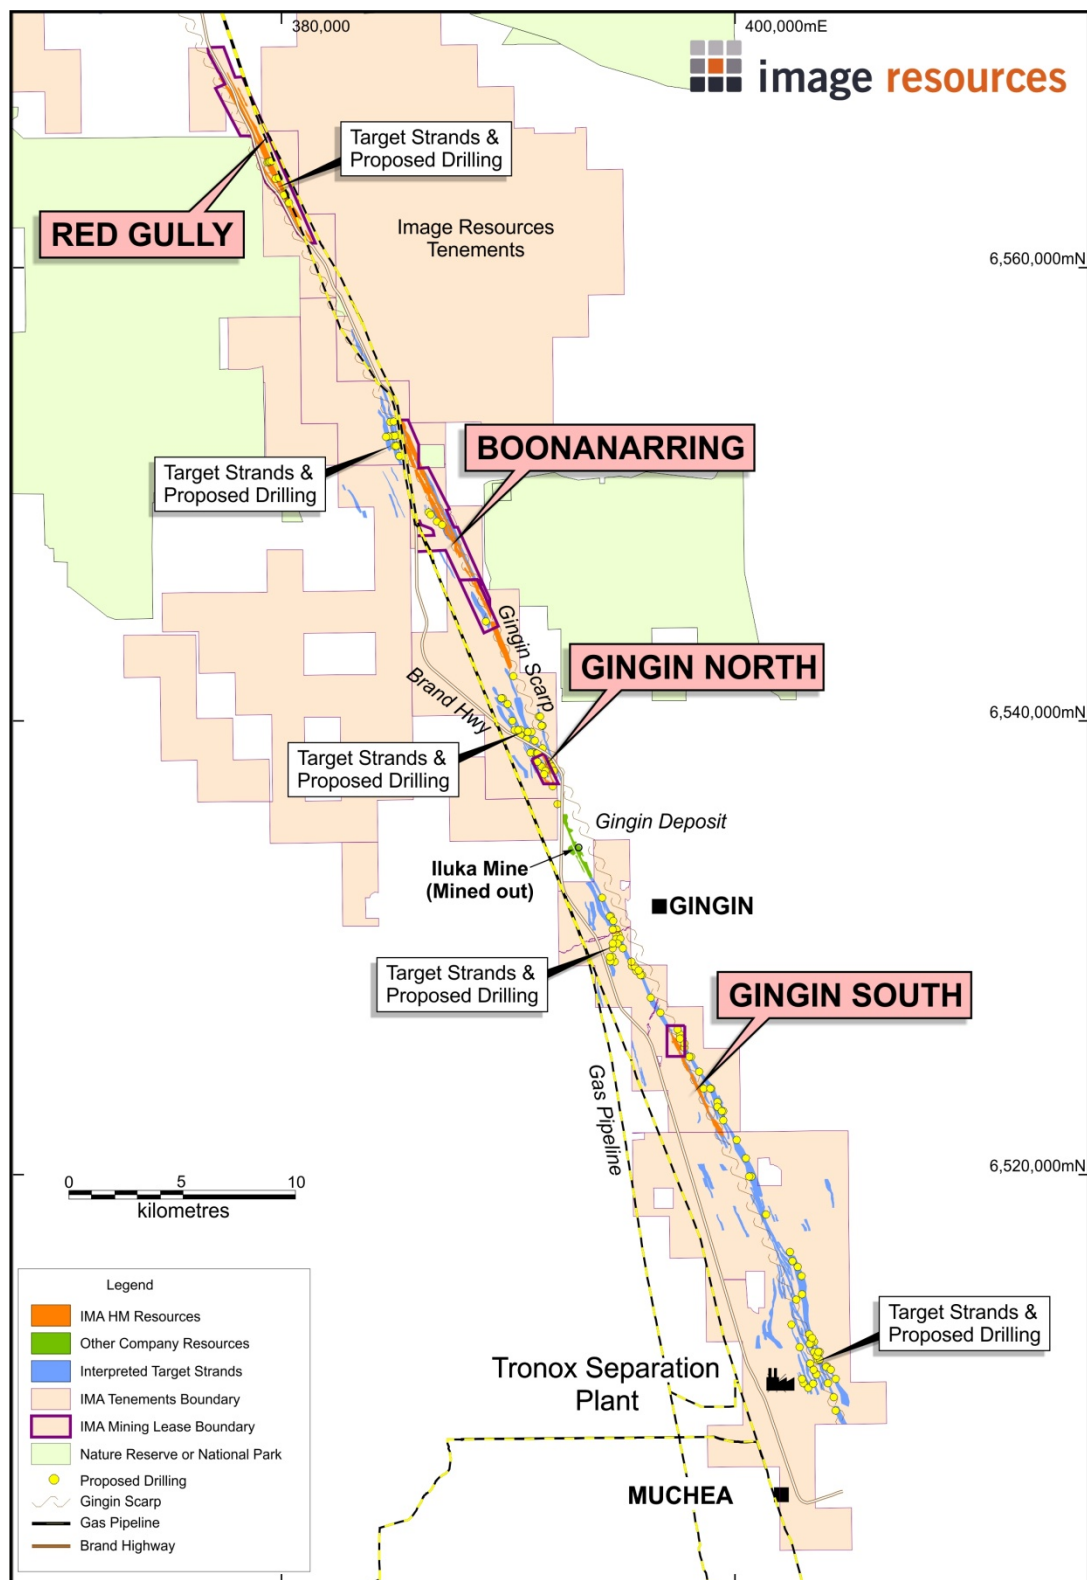 380,000
400,000mE
image resources
Target Strands &
Proposed Drilling
RED GULLY
Image Resources
Tenements
6,560,000mN
BOONANARRING
Target Strands &
Proposed Drilling
Gingin Scarp
GINGIN NORTH
Brand Hwy
6,540,000mN
Target Strands &
Proposed Drilling
Gingin Deposit
Iluka Mine
(Mined out)
GINGIN
Target Strands &
Proposed Drilling
GINGIN SOUTH
Gas Pipeline
6,520,000mN
0 5 10
kilometres
Legend
IMA HM Resources
Other Company Resources
Interpreted Target Strands
IMA Tenements Boundary
IMA Mining Lease Boundary
Nature Reserve or National Park
Proposed Drilling
Gingin Scarp
Gas Pipeline
Brand Highway
Target Strands &
Proposed Drilling
Tronox Separation
Plant
MUCHEA